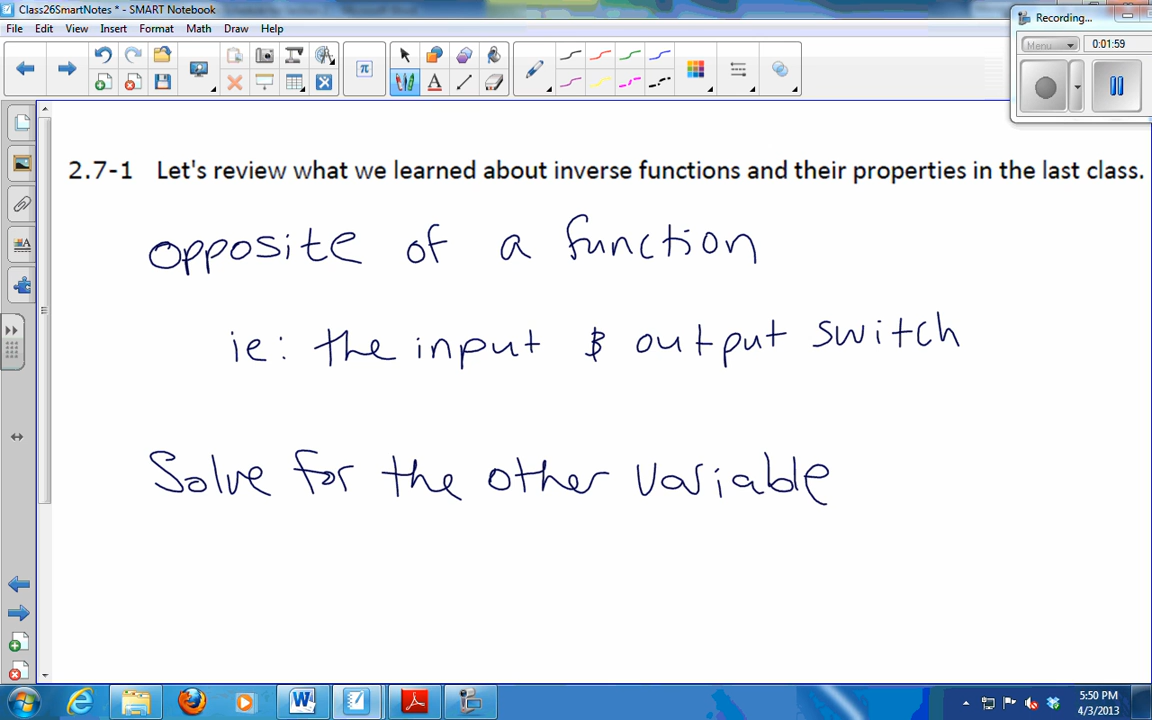 Class26SmartNotes * - SMART Notebook
File Edit View Insert Format Math Draw Help
Recording...
Menu
0:01:59
2.7-1 Let's review what we learned about inverse functions and their properties in the last class.
opposite of a function
ie: the input & output switch
Solve for the other variable
5:50 PM
4/3/2013